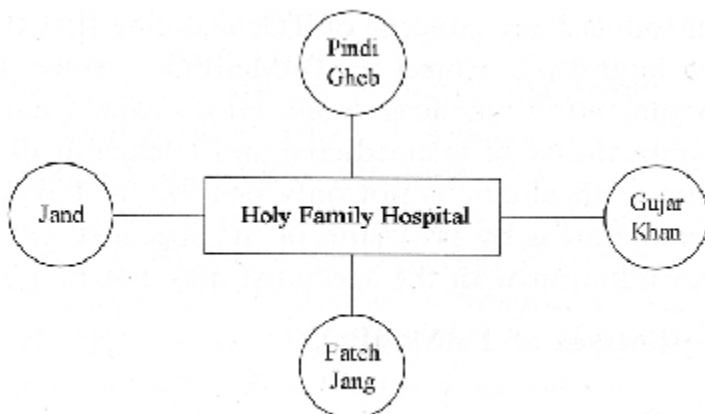 Pindi
Gheb
Jand
Holy Family Hospital
Gujar
Khan
Fateh
Jang